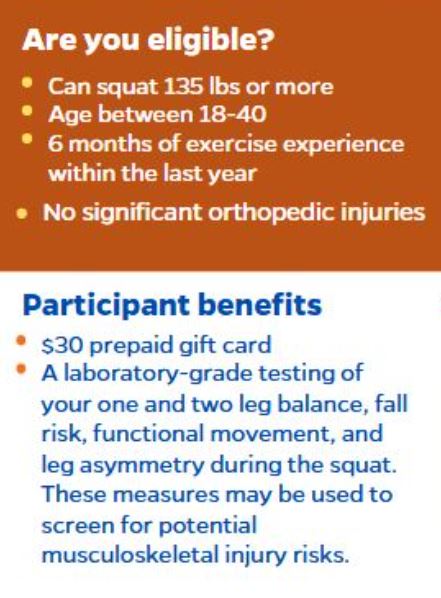 Are you eligible?
Can squat 135 lbs or more
Age between 18-40
6 months of exercise experience
within the last year
No significant orthopedic injuries
Participant benefits
$30 prepaid gift card
A laboratory-grade testing of
your one and two leg balance, fall
risk, functional movement, and
leg asymmetry during the squat.
These measures may be used to
screen for potential
musculoskeletal injury risks.